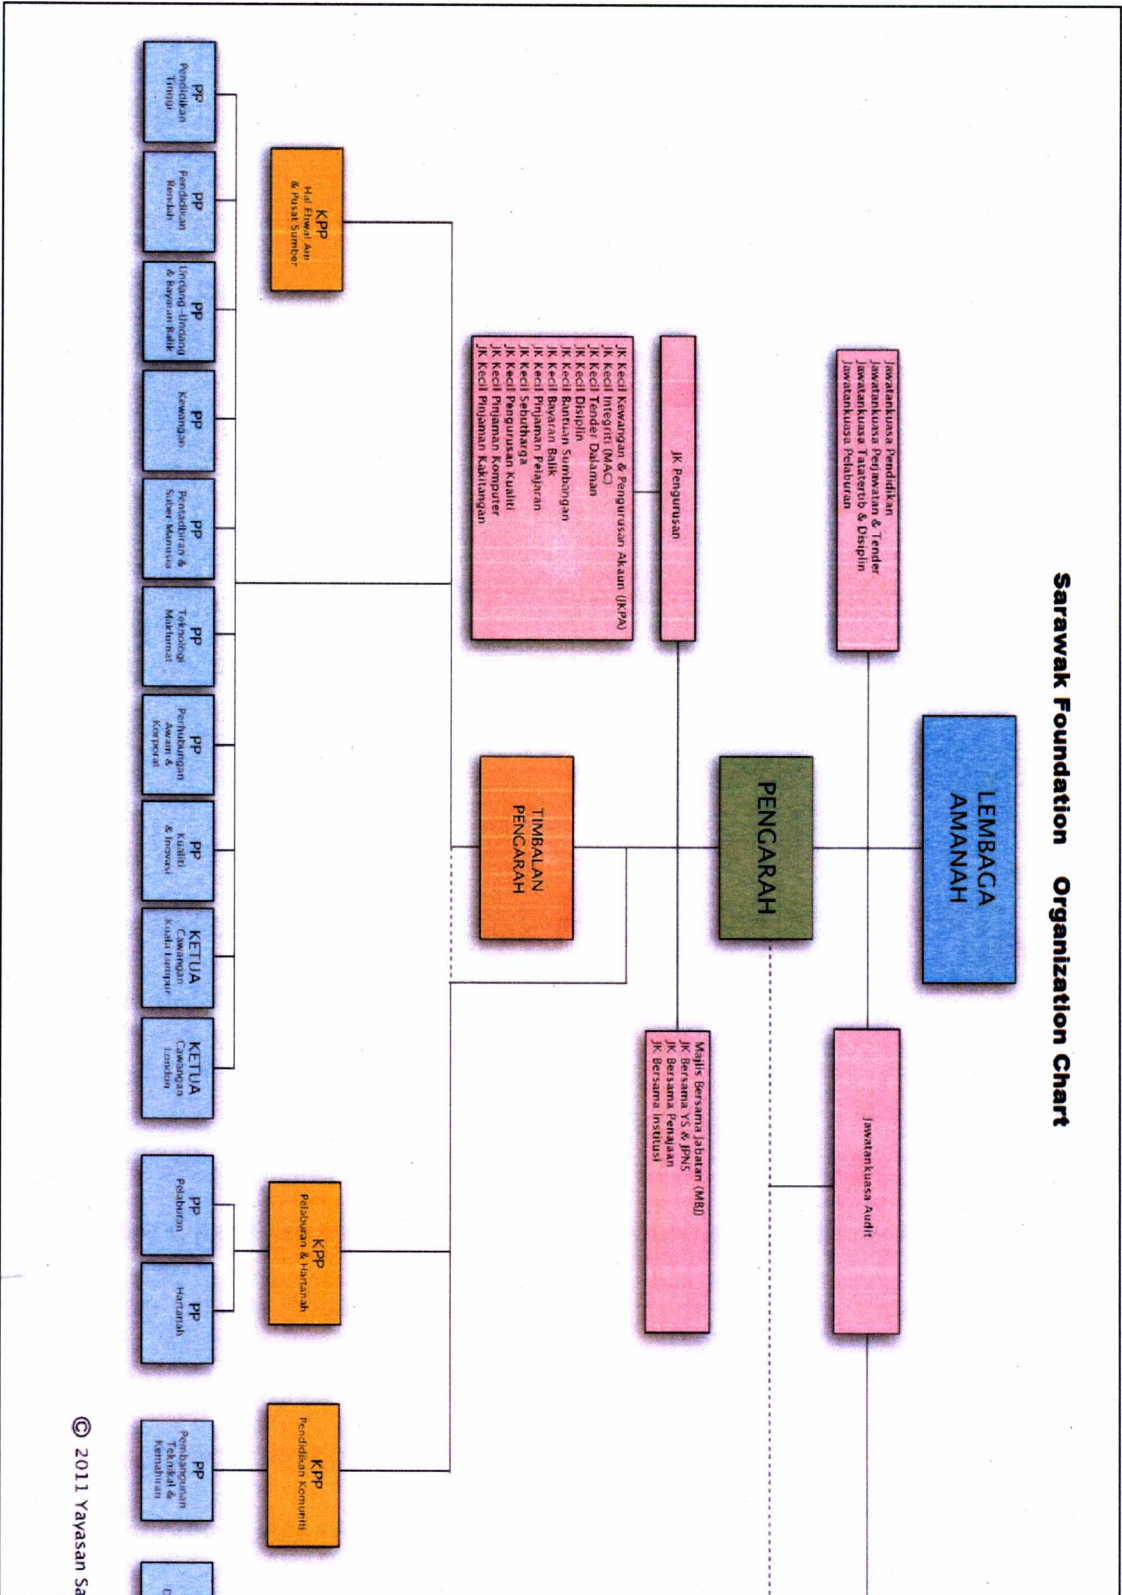 Sarawak Foundation Organization Chart
LEMBAGA
AMANAH
Jawatankuasa Pendidikan
Jawatankuasa Perjawatan & Tender
Jawatankuasa Tatatertib & Disiplin
Jawatankuasa Pelaburan
Jawatankuasa Audit
PENGARAH
JK Pengurusan
Majlis Bersama Jabatan (MBJ)
JK Bersama YS & JPNS
JK Bersama Penajaan
JK Bersama Institusi
JK Kecil Kewangan & Pengurusan Akaun (JKPA)
JK Kecil Integriti (MAC)
JK Kecil Tender Dalaman
JK Kecil Disiplin
JK Kecil Bantuan Sumbangan
JK Kecil Bayaran Balik
JK Kecil Pinjaman Pelajaran
JK Kecil Sebutharga
JK Kecil Pengurusan Kualiti
JK Kecil Pinjaman Komputer
JK Kecil Pinjaman Kakitangan
TIMBALAN
PENGARAH
KPP
Hal Ehwal Am
& Pusat Sumber
KPP
Pelaburan & Hartanah
KPP
Pendidikan Komuniti
PP
Pendidikan
Tinggi
PP
Pendidikan
Rendah
PP
Undang-Undang
& Bayaran Balik
PP
Kewangan
PP
Pentadbiran &
Suber Manusia
PP
Teknologi
Maklumat
PP
Perhubungan
Awam &
Korporat
PP
Kualiti
& Inovasi
KETUA
Cawangan
Kuala Lumpur
KETUA
Cawangan
London
PP
Pelaburan
PP
Hartanah
PP
Pembangunan
Teknikal &
Kemahiran
© 2011 Yayasan Sa